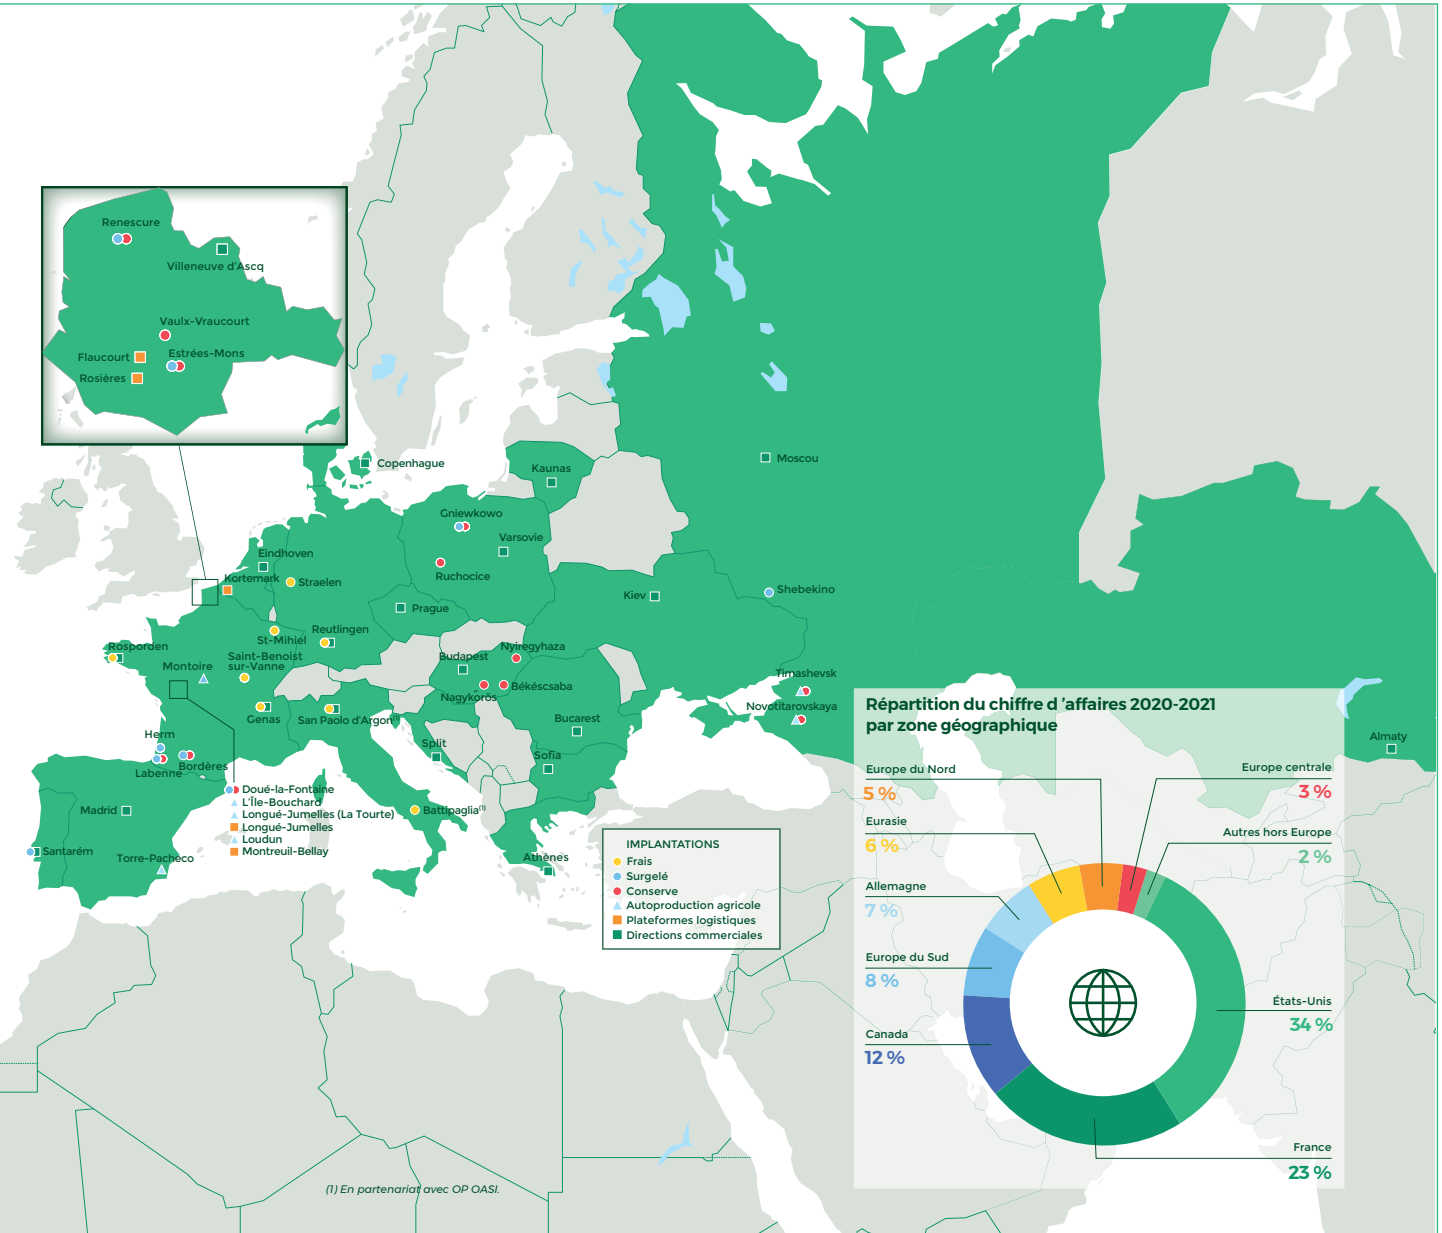 Renescure
Villeneuve d'Ascq
Vaulx-Vraucourt
Flaucourt
Estrées-Mons
Rosières
Copenhague
Kaunas
Moscou
Gniewkowo
Varsovie
Eindhoven
Kortemark
Straelen
Ruchocice
Kiev
Shebekino
Prague
St-Mihiel
Reutlingen
Rosporden
Montoire
Saint-Benoist
sur-Vanne
Budapest
Nyiregyhaza
Nagykőrös
Békéscsaba
Timashevsk
Novotitarovskaya
Genas
San Paolo d'Argon(1)
Bucarest
Herm
Labenne
Bordères
Split
Sofia
Almaty
Madrid
Battipaglia(1)
Doué-la-Fontaine
L'Île-Bouchard
Longué-Jumelles (La Tourte)
Longué-Jumelles
Loudun
Montreuil-Bellay
Santarém
Torre-Pacheco
Athènes
IMPLANTATIONS
Frais
Surgelé
Conserve
Autoproduction agricole
Plateformes logistiques
Directions commerciales
Répartition du chiffre d 'affaires 2020-2021
par zone géographique
Europe du Nord
5 %
Eurasie
6 %
Allemagne
7 %
Europe du Sud
8 %
Canada
12 %
Europe centrale
3 %
Autres hors Europe
2 %
États-Unis
34 %
France
23 %
(1) En partenariat avec OP OASI.